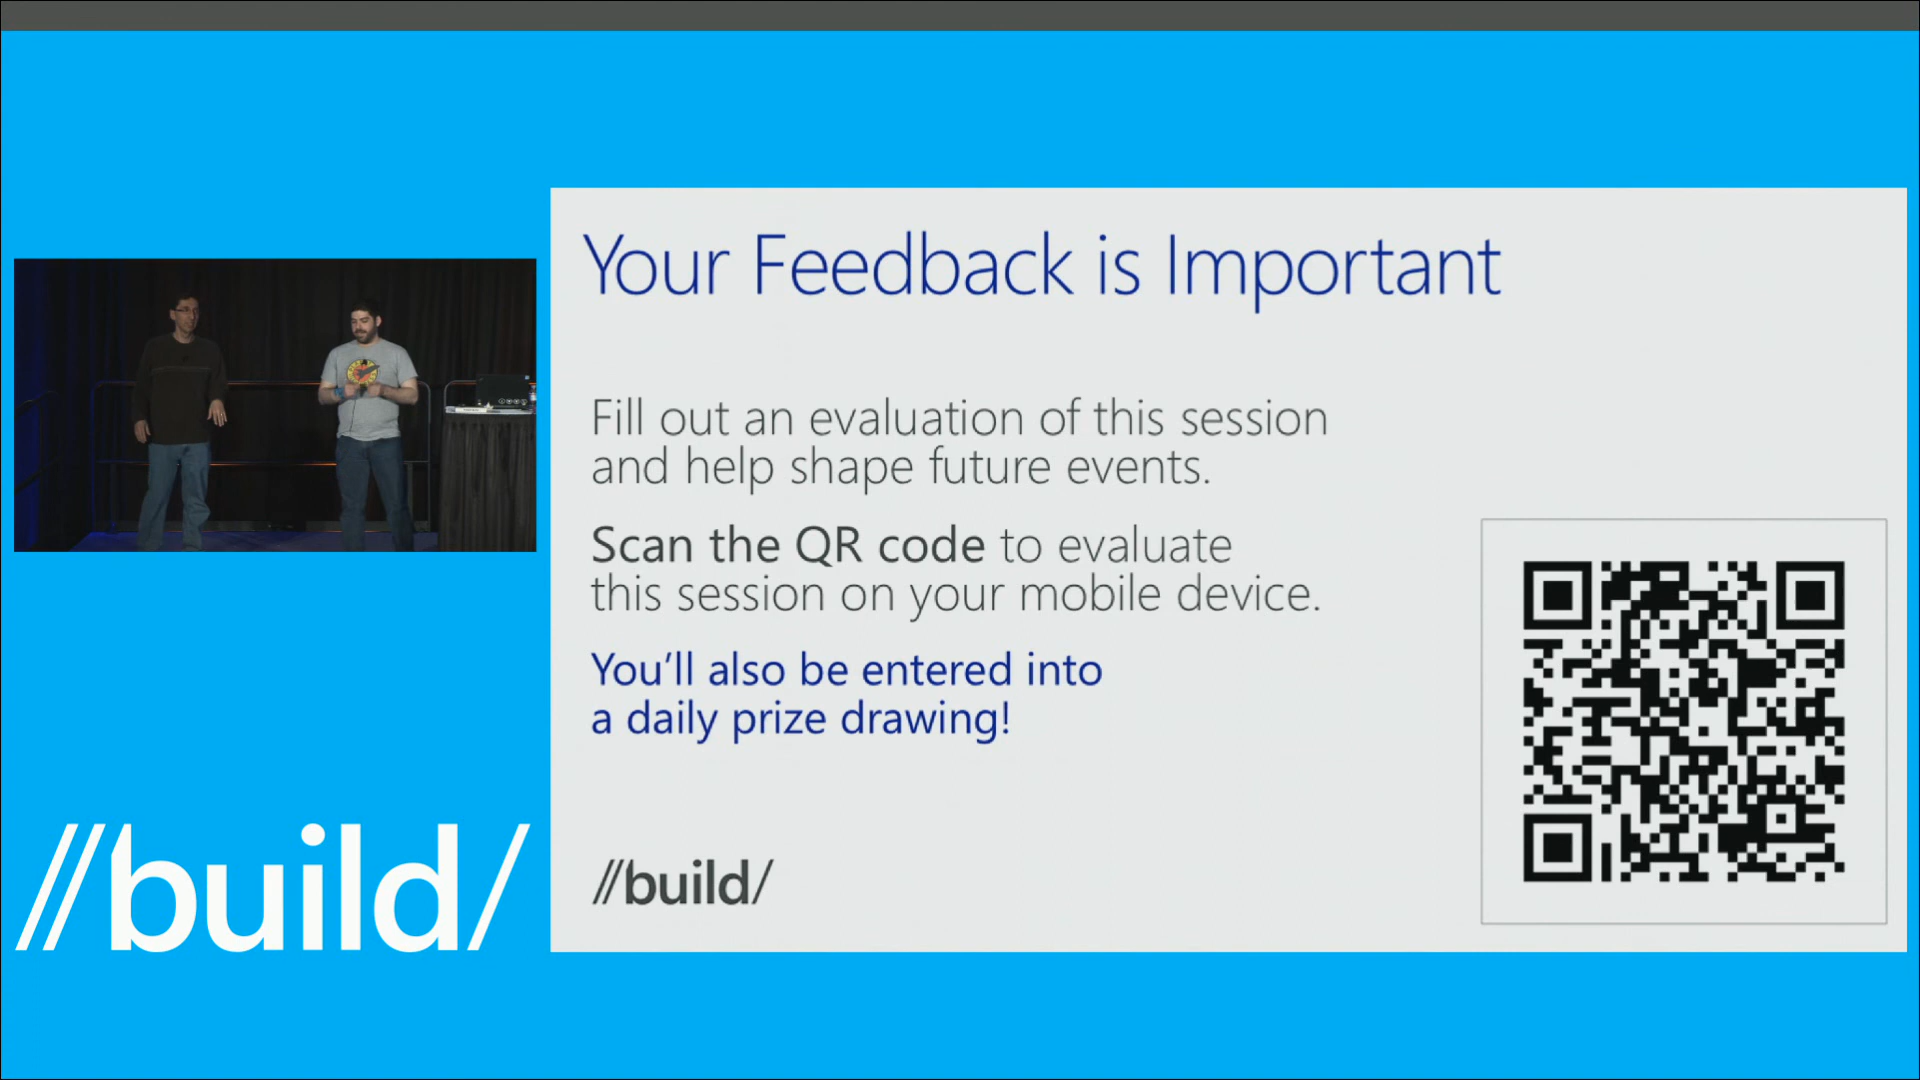 Your Feedback is Important
Fill out an evaluation of this session
and help shape future events.
Scan the QR code to evaluate
this session on your mobile device.
You'll also be entered into
a daily prize drawing!
//build/
//build/